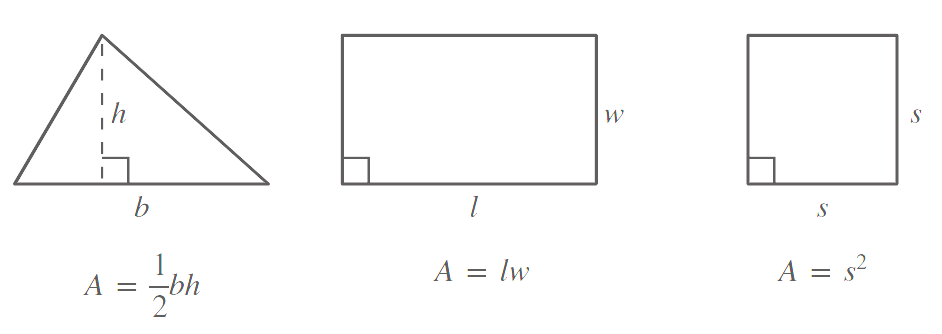 h
w
s
b
l
s
A = 1/2 bh
A = lw
A = s²